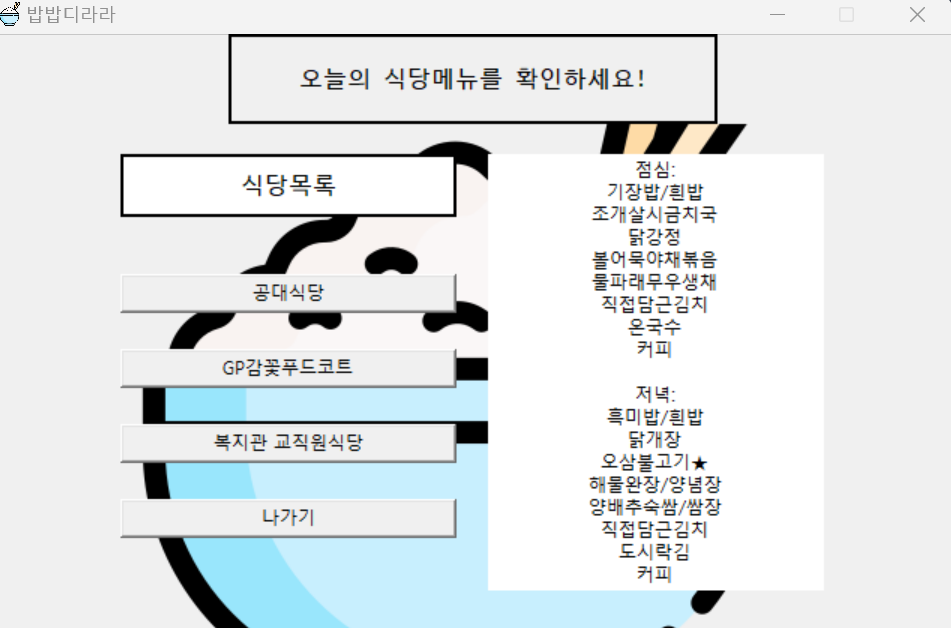 밥밥디라라
오늘의 식당메뉴를 확인하세요!
식당목록
공대식당
GP감꽃푸드코트
복지관 교직원식당
나가기
점심:
기장밥/흰밥
조개살시금치국
닭강정
볼어묵야채볶음
물파래무우생채
직접담근김치
온국수
커피
저녁:
흑미밥/흰밥
닭개장
오삼불고기★
해물완장/양념장
양배추숙쌈/쌈장
직접담근김치
도시락김
커피